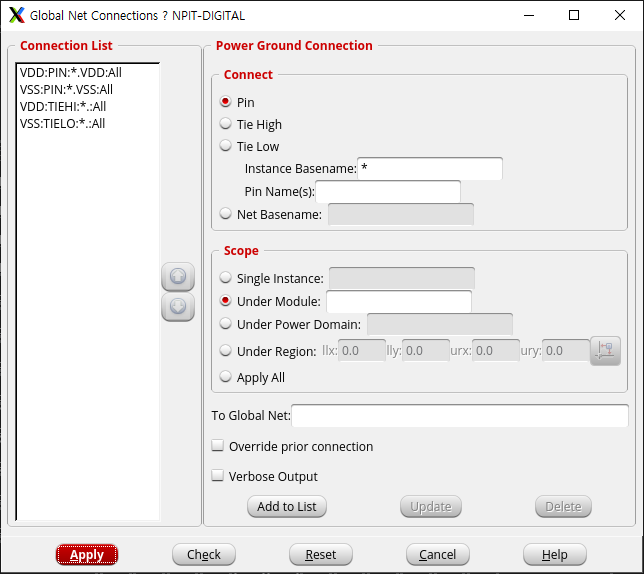 Global Net Connections ? NPIT-DIGITAL
Connection List
VDD:PIN:*.VDD:All
VSS:PIN:*.VSS:All
VDD:TIEHI:*.:All
VSS:TIELO:*.:All
Power Ground Connection
Connect
Pin
Tie High
Tie Low
Instance Basename: *
Pin Name(s):
Net Basename:
Scope
Single Instance:
Under Module:
Under Power Domain:
Under Region: llx: 0.0 lly: 0.0 urx: 0.0 ury: 0.0
Apply All
To Global Net:
Override prior connection
Verbose Output
Add to List Update Delete
Apply Check Reset Cancel Help